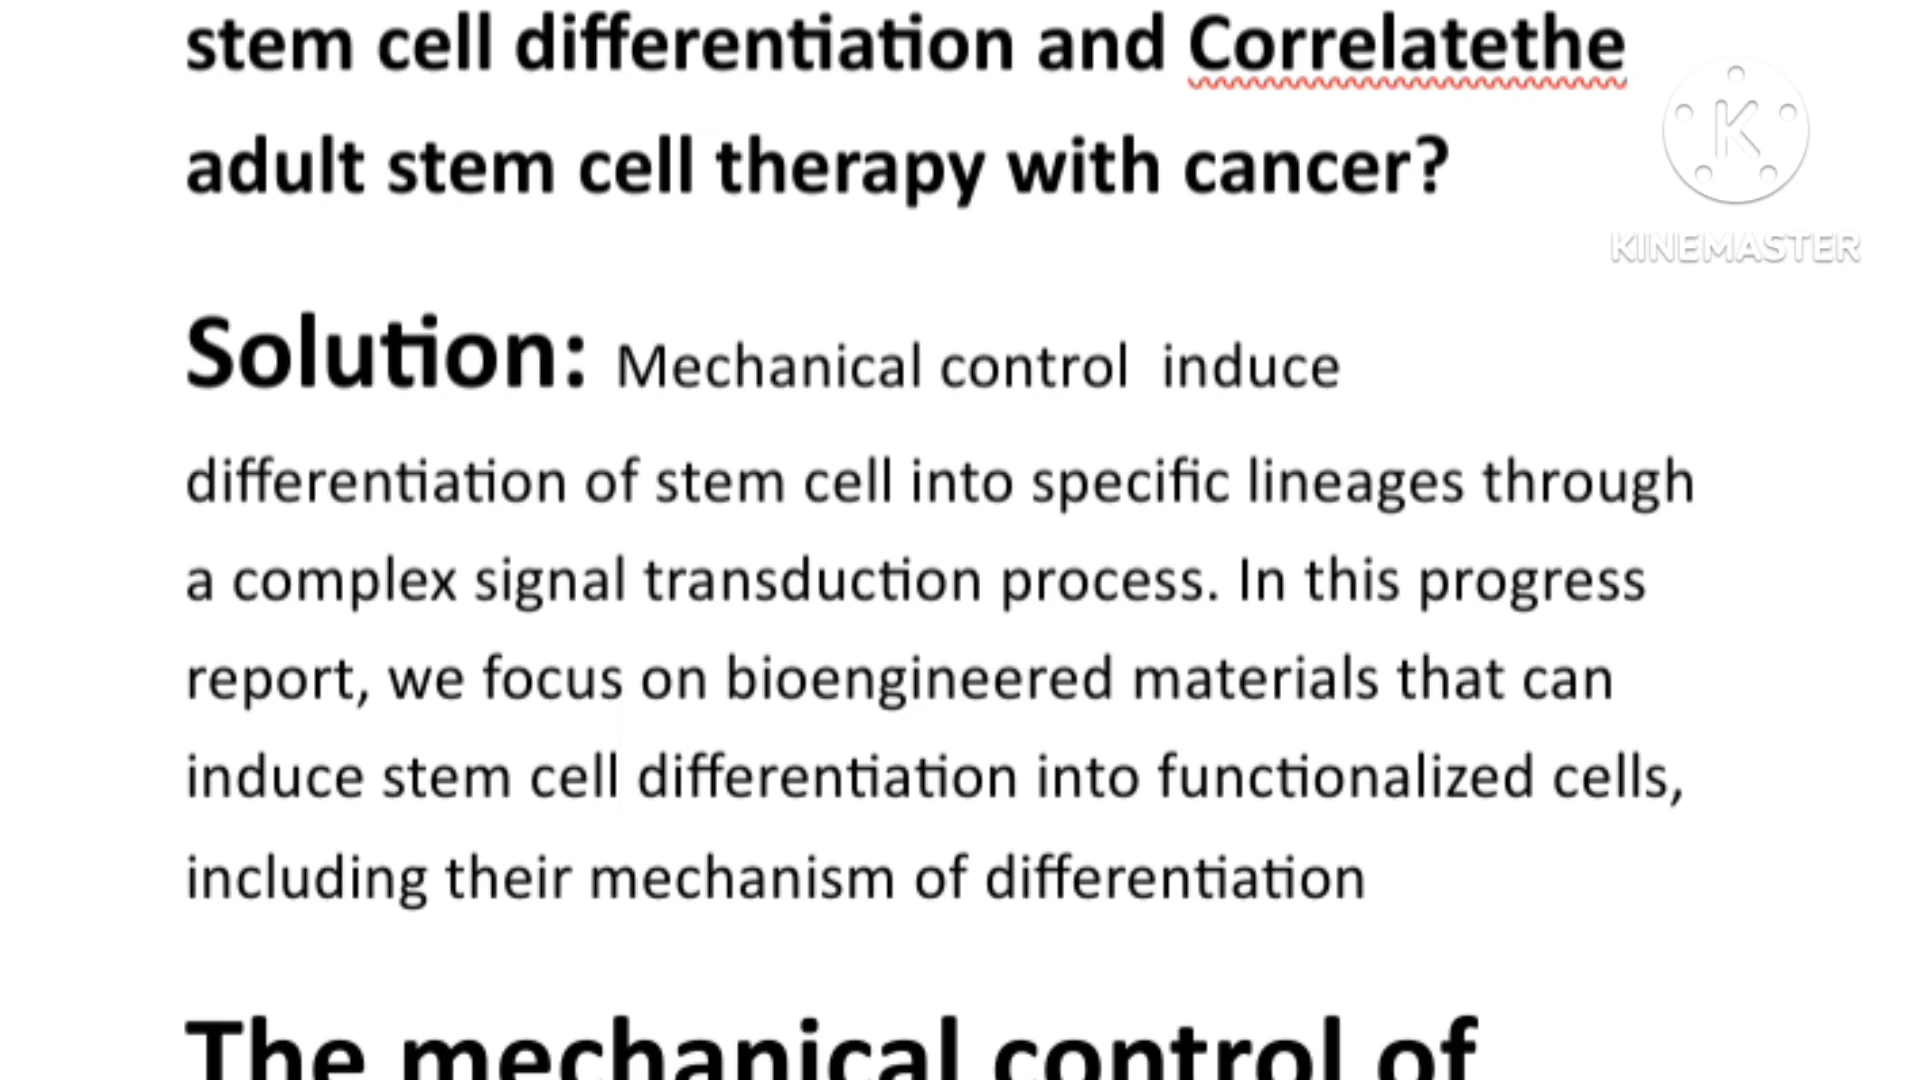 stem cell differentiation and Correlatethe
adult stem cell therapy with cancer?
K
KINEMASTER
Solution: Mechanical control  induce
differentiation of stem cell into specific lineages through
a complex signal transduction process. In this progress
report, we focus on bioengineered materials that can
induce stem cell differentiation into functionalized cells,
including their mechanism of differentiation
The mechanical control of